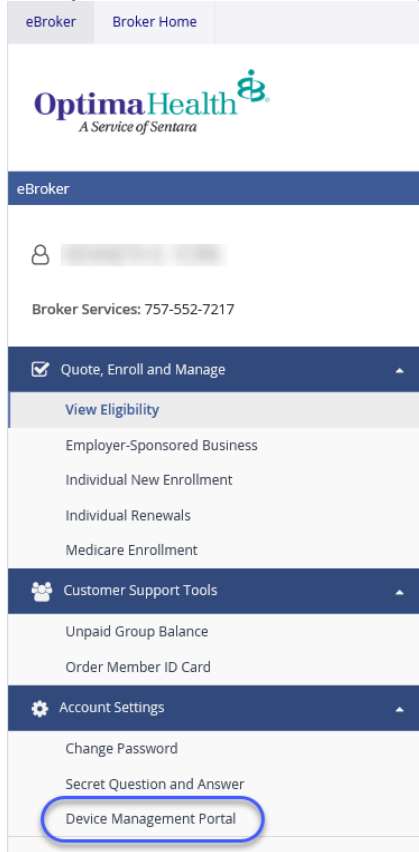 eBroker Broker Home
Optima Health
A Service of Sentara
eBroker
Broker Services: 757-552-7217
Quote, Enroll and Manage
View Eligibility
Employer-Sponsored Business
Individual New Enrollment
Individual Renewals
Medicare Enrollment
Customer Support Tools
Unpaid Group Balance
Order Member ID Card
Account Settings
Change Password
Secret Question and Answer
Device Management Portal